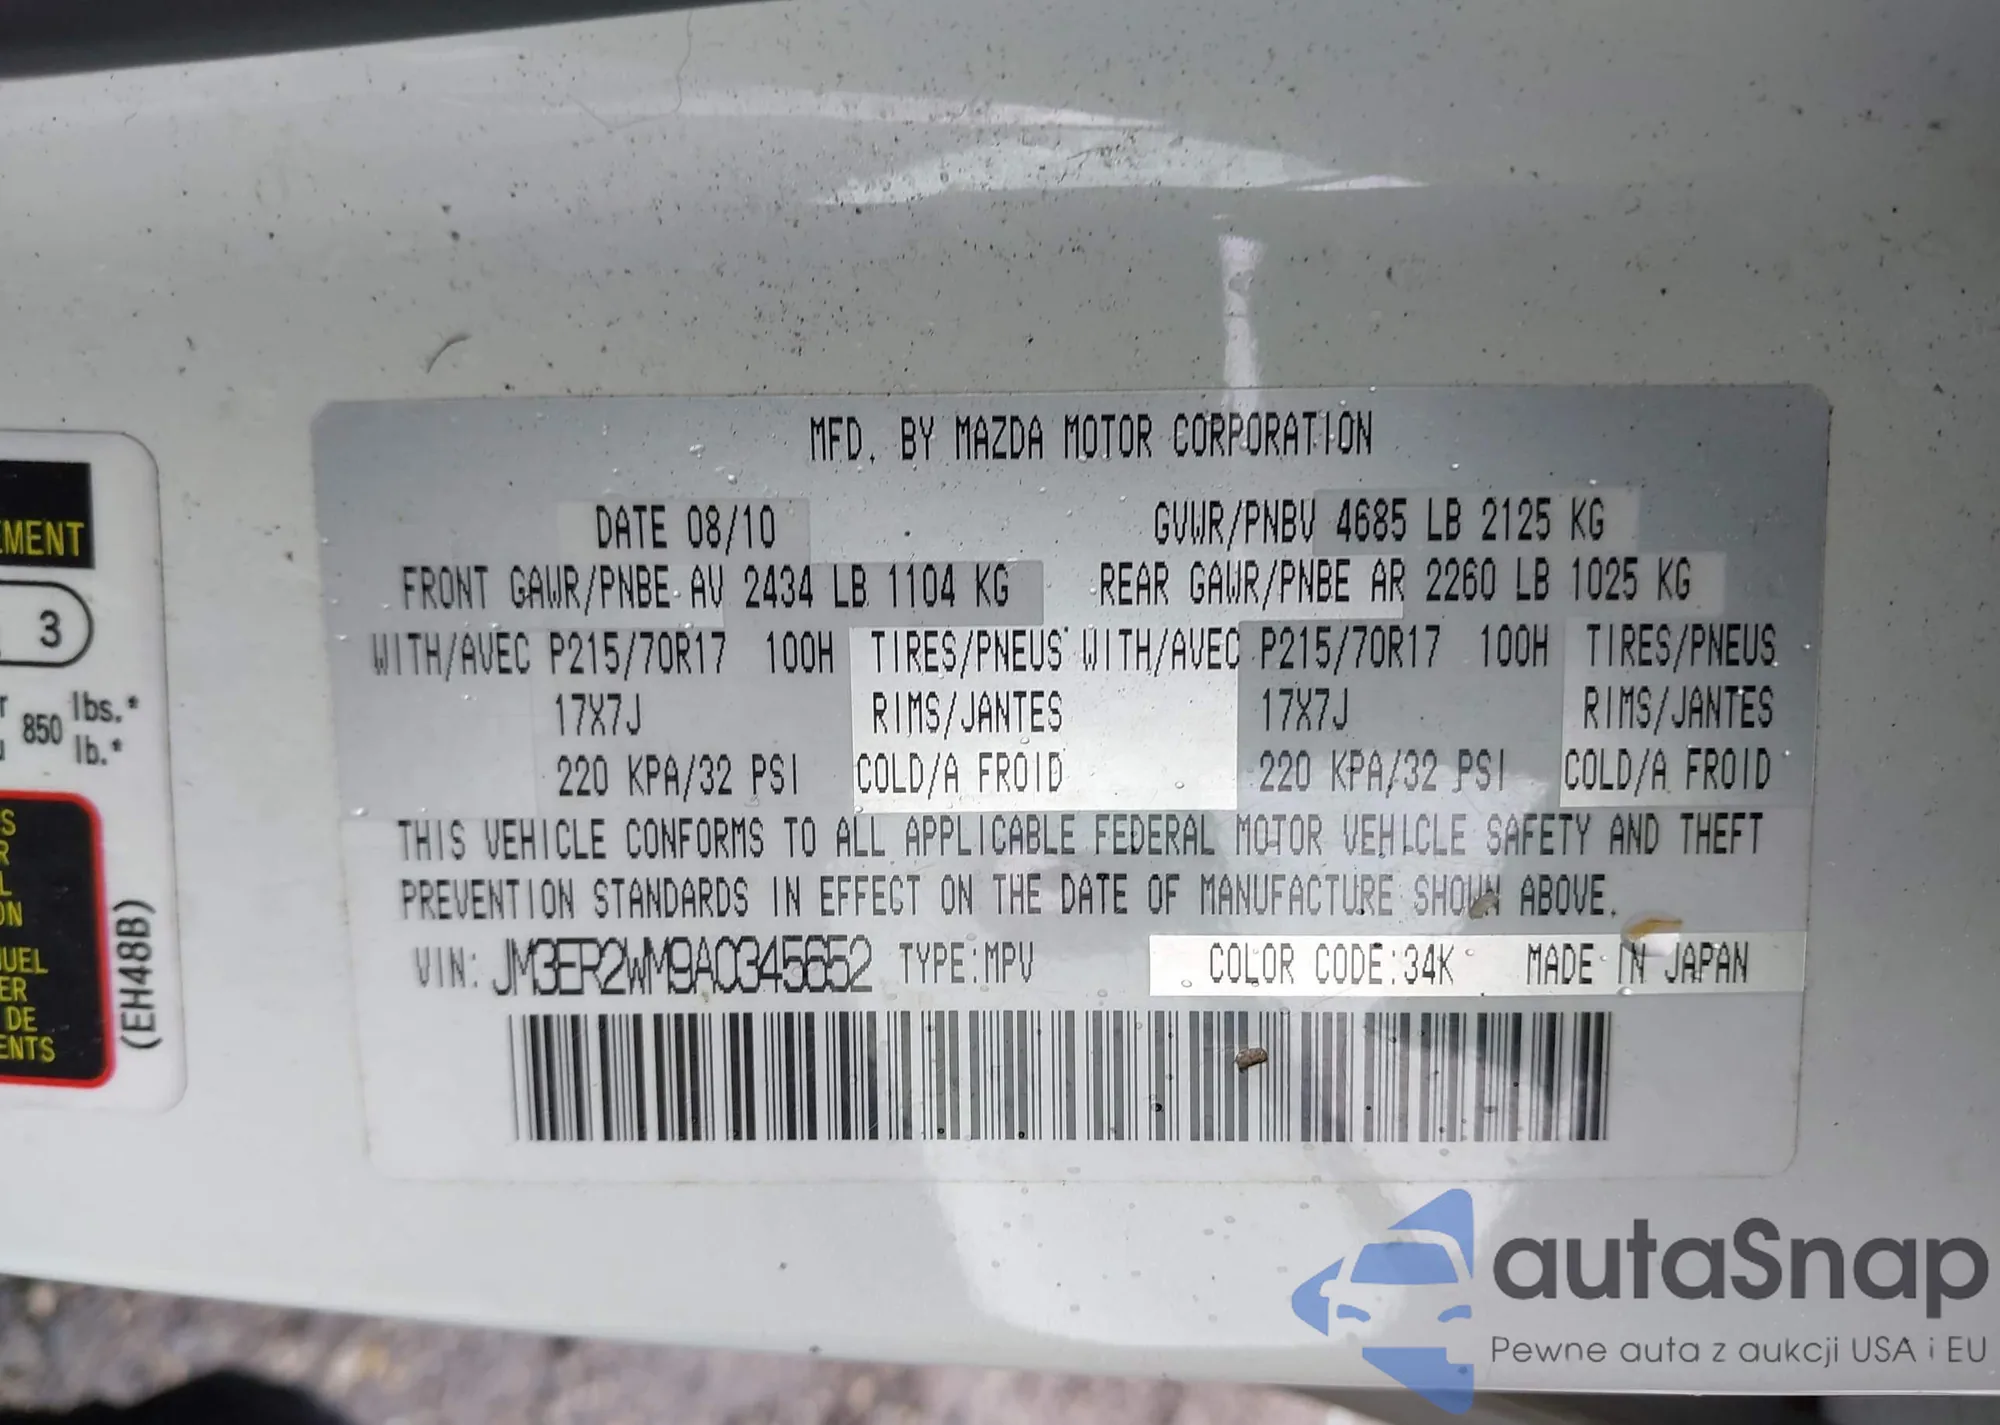 MFD. BY MAZDA MOTOR CORPORATION
DATE 08/10 GVWR/PNBV 4685 LB 2125 KG
FRONT GAWR/PNBE AV 2434 LB 1104 KG REAR GAWR/PNBE AR 2260 LB 1025 KG
WITH/AVEC P215/70R17 100H TIRES/PNEUS WITH/AVEC P215/70R17 100H TIRES/PNEUS
17X7J RIMS/JANTES 17X7J RIMS/JANTES
220 KPA/32 PSI COLD/A FROID 220 KPA/32 PSI COLD/A FROID
THIS VEHICLE CONFORMS TO ALL APPLICABLE FEDERAL MOTOR VEHICLE SAFETY AND THEFT
PREVENTION STANDARDS IN EFFECT ON THE DATE OF MANUFACTURE SHOWN ABOVE.
VIN: JM3ER2WM9A0345652 TYPE:MPV COLOR CODE:34K MADE IN JAPAN
EMENT
3
850 lbs.*
lb.*
S
R
L
ON
UEL
ER
DE
ENTS
(EH48B)
autaSnap
Pewne auta z aukcji USA i EU